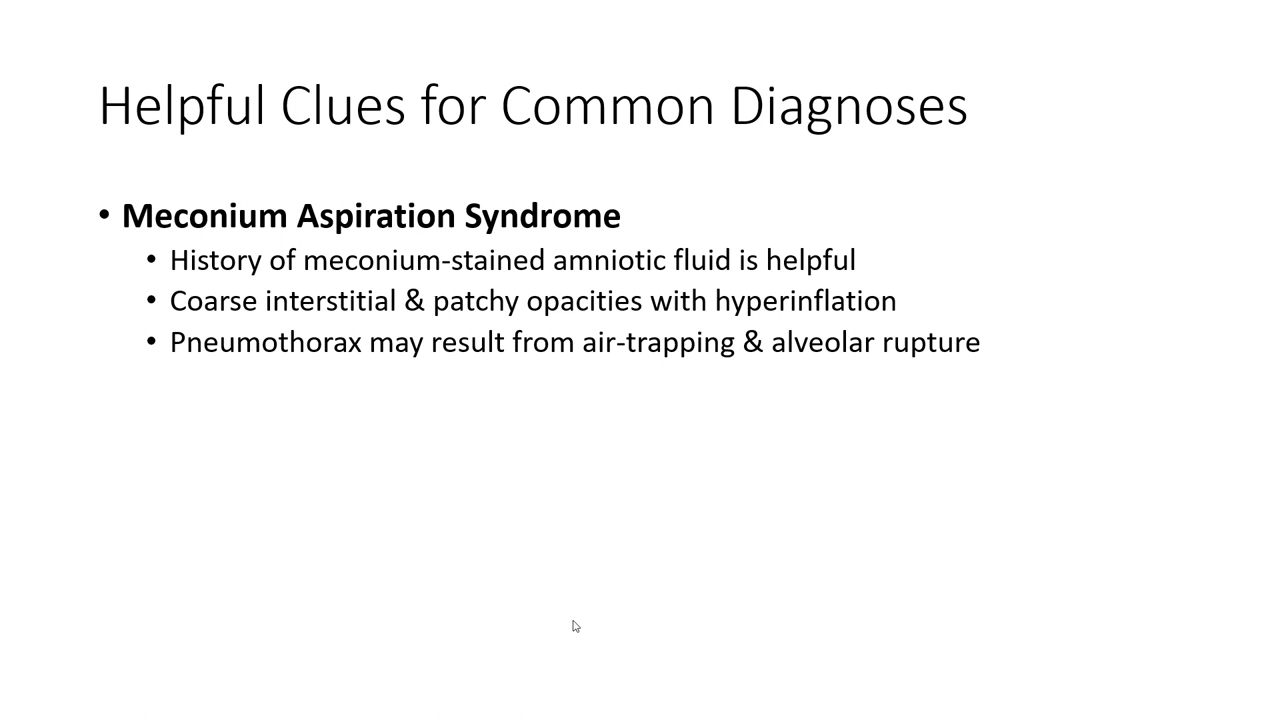 Helpful Clues for Common Diagnoses
• Meconium Aspiration Syndrome
• History of meconium-stained amniotic fluid is helpful
• Coarse interstitial & patchy opacities with hyperinflation
• Pneumothorax may result from air-trapping & alveolar rupture